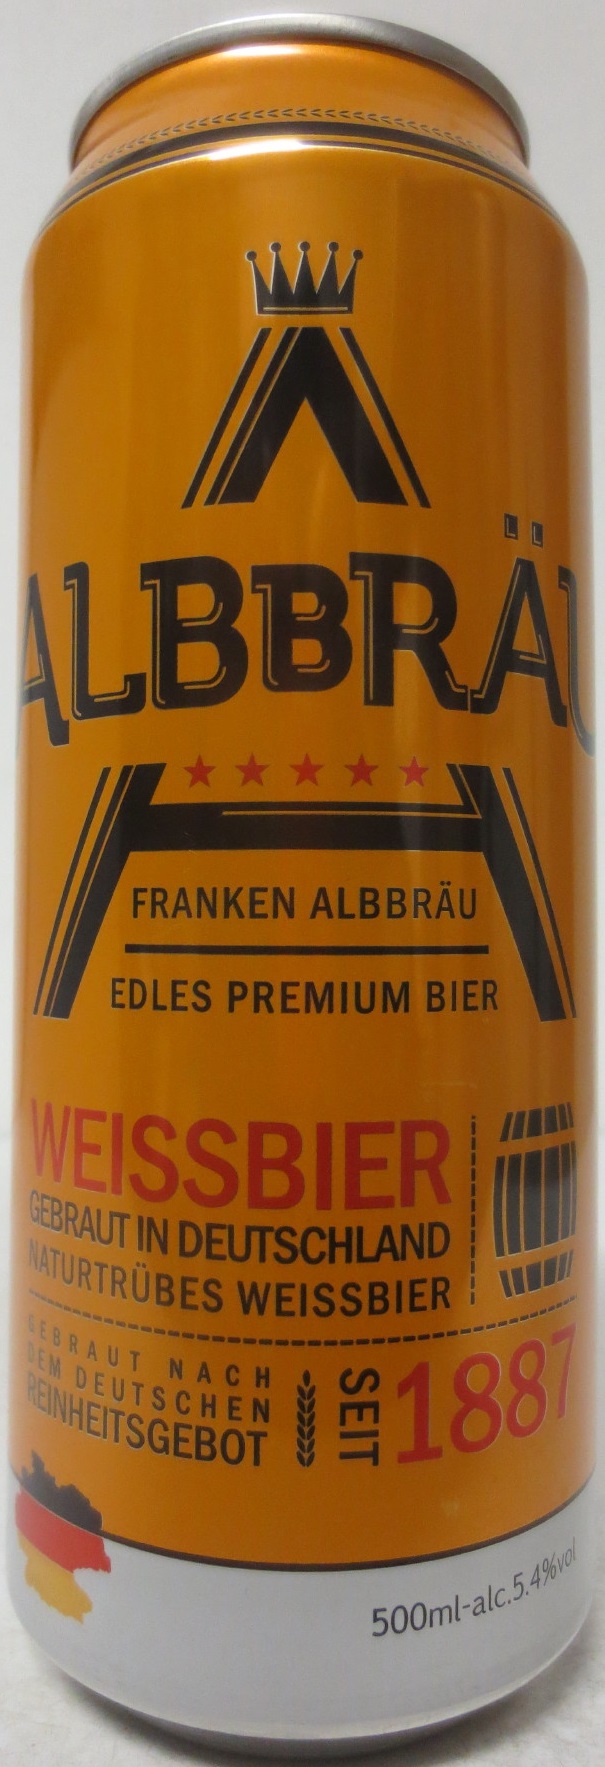 ALBBRÄU
FRANKEN ALBBRÄU
EDLES PREMIUM BIER
WEISSBIER
GEBRAUT IN DEUTSCHLAND
NATURTRÜBES WEISSBIER
GEBRAUT NACH
DEM DEUTSCHEN
REINHEITSGEBOT
SEIT 1887
500ml-alc.5.4%vol